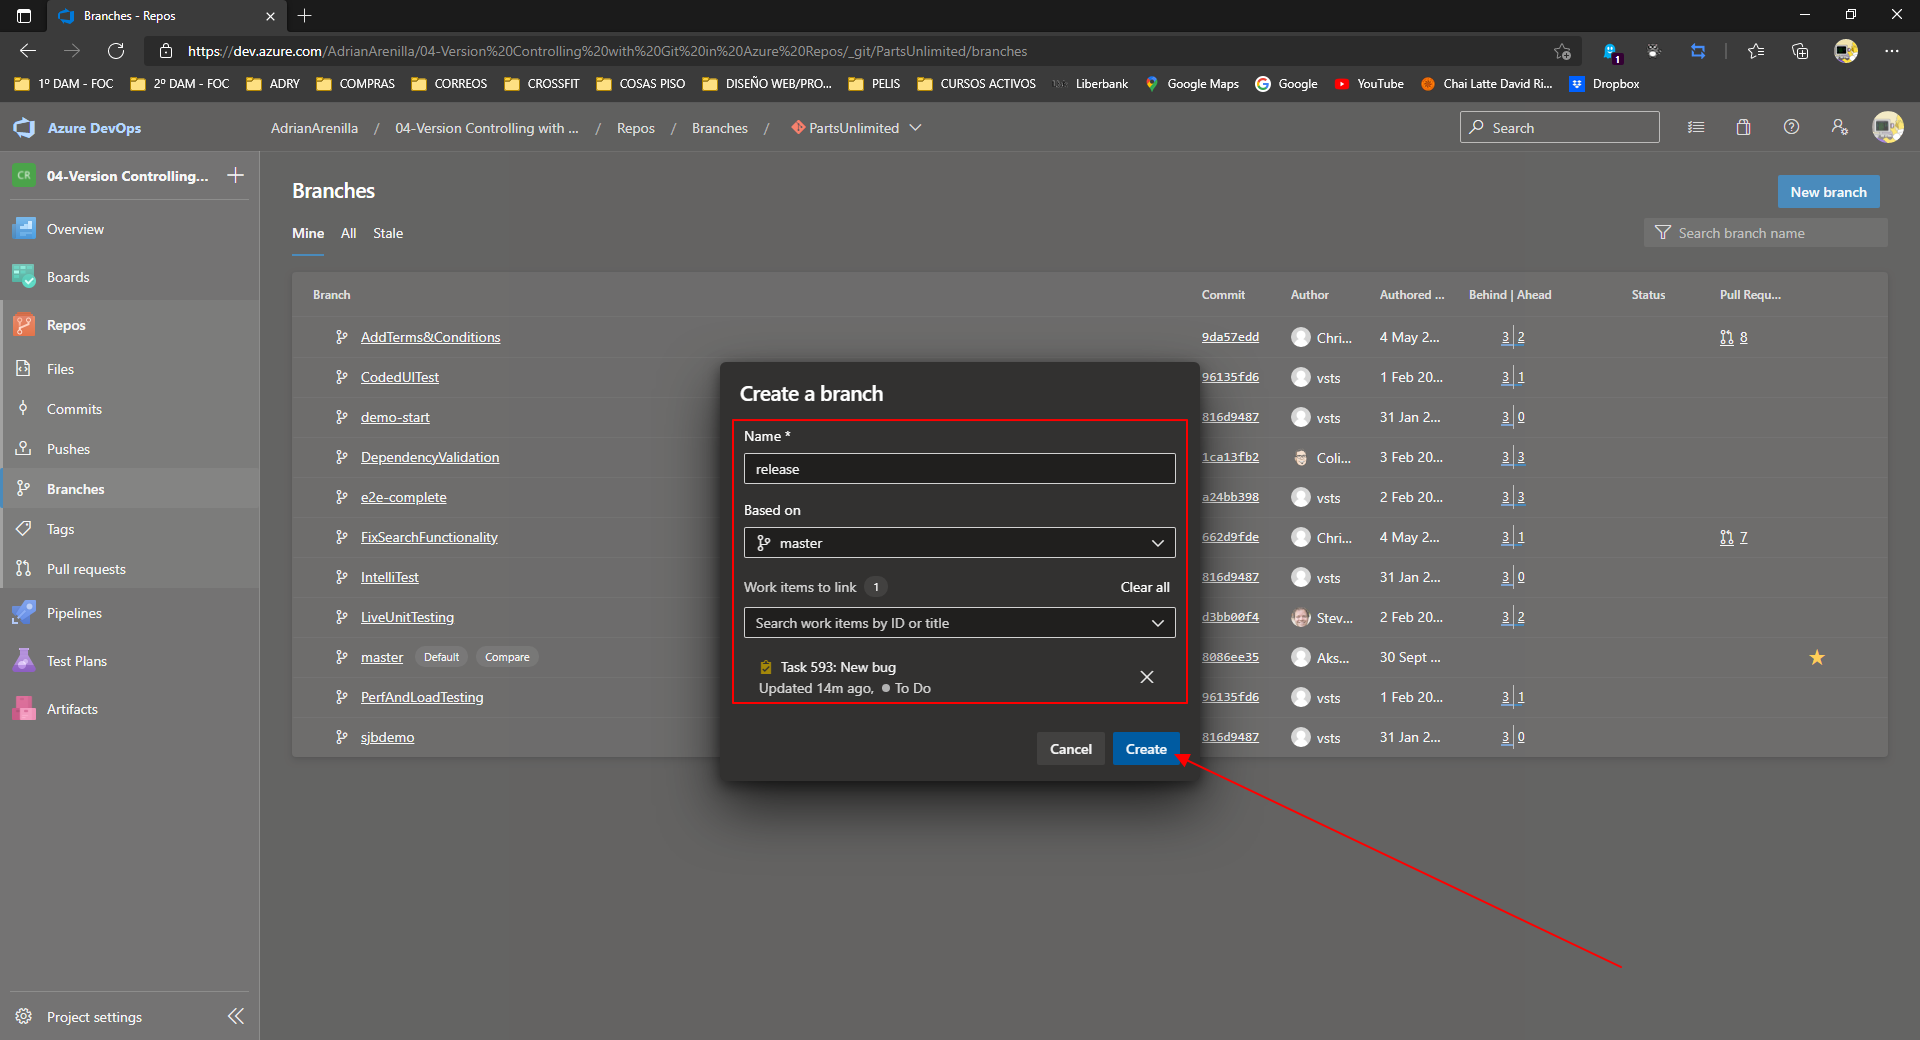 Branches - Repos
https://dev.azure.com/AdrianArenilla/04-Version%20Controlling%20with%20Git%20in%20Azure%20Repos/_git/PartsUnlimited/branches
1
1º DAM - FOC
2º DAM - FOC
ADRY
COMPRAS
CORREOS
CROSSFIT
COSAS PISO
DISEÑO WEB/PRO...
PELIS
CURSOS ACTIVOS
Liberbank
Google Maps
Google
YouTube
Chai Latte David Ri...
Dropbox
Azure DevOps
AdrianArenilla / 04-Version Controlling with ... / Repos / Branches / PartsUnlimited
Search
CR 04-Version Controlling...
Overview
Boards
Repos
Files
Commits
Pushes
Branches
Tags
Pull requests
Pipelines
Test Plans
Artifacts
Project settings
Branches
New branch
Mine All Stale
Search branch name
Branch Commit Author Authored ... Behind | Ahead Status Pull Requ...
AddTerms&Conditions 9da57edd Chri... 4 May 2... 3 2 8
CodedUITest 96135fd6 vsts 1 Feb 20... 3 1
demo-start 816d9487 vsts 31 Jan 2... 3 0
DependencyValidation 1ca13fb2 Coli... 3 Feb 20... 3 3
e2e-complete a24bb398 vsts 2 Feb 20... 3 3
FixSearchFunctionality 662d9fde Chri... 4 May 2... 3 1 7
IntelliTest 816d9487 vsts 31 Jan 2... 3 0
LiveUnitTesting d3bb00f4 Stev... 2 Feb 20... 3 2
master Default Compare 8086ee35 Aks... 30 Sept ...
PerfAndLoadTesting 96135fd6 vsts 1 Feb 20... 3 1
sjbdemo 816d9487 vsts 31 Jan 2... 3 0
Create a branch
Name *
release
Based on
master
Work items to link 1 Clear all
Search work items by ID or title
Task 593: New bug
Updated 14m ago, To Do
Cancel Create